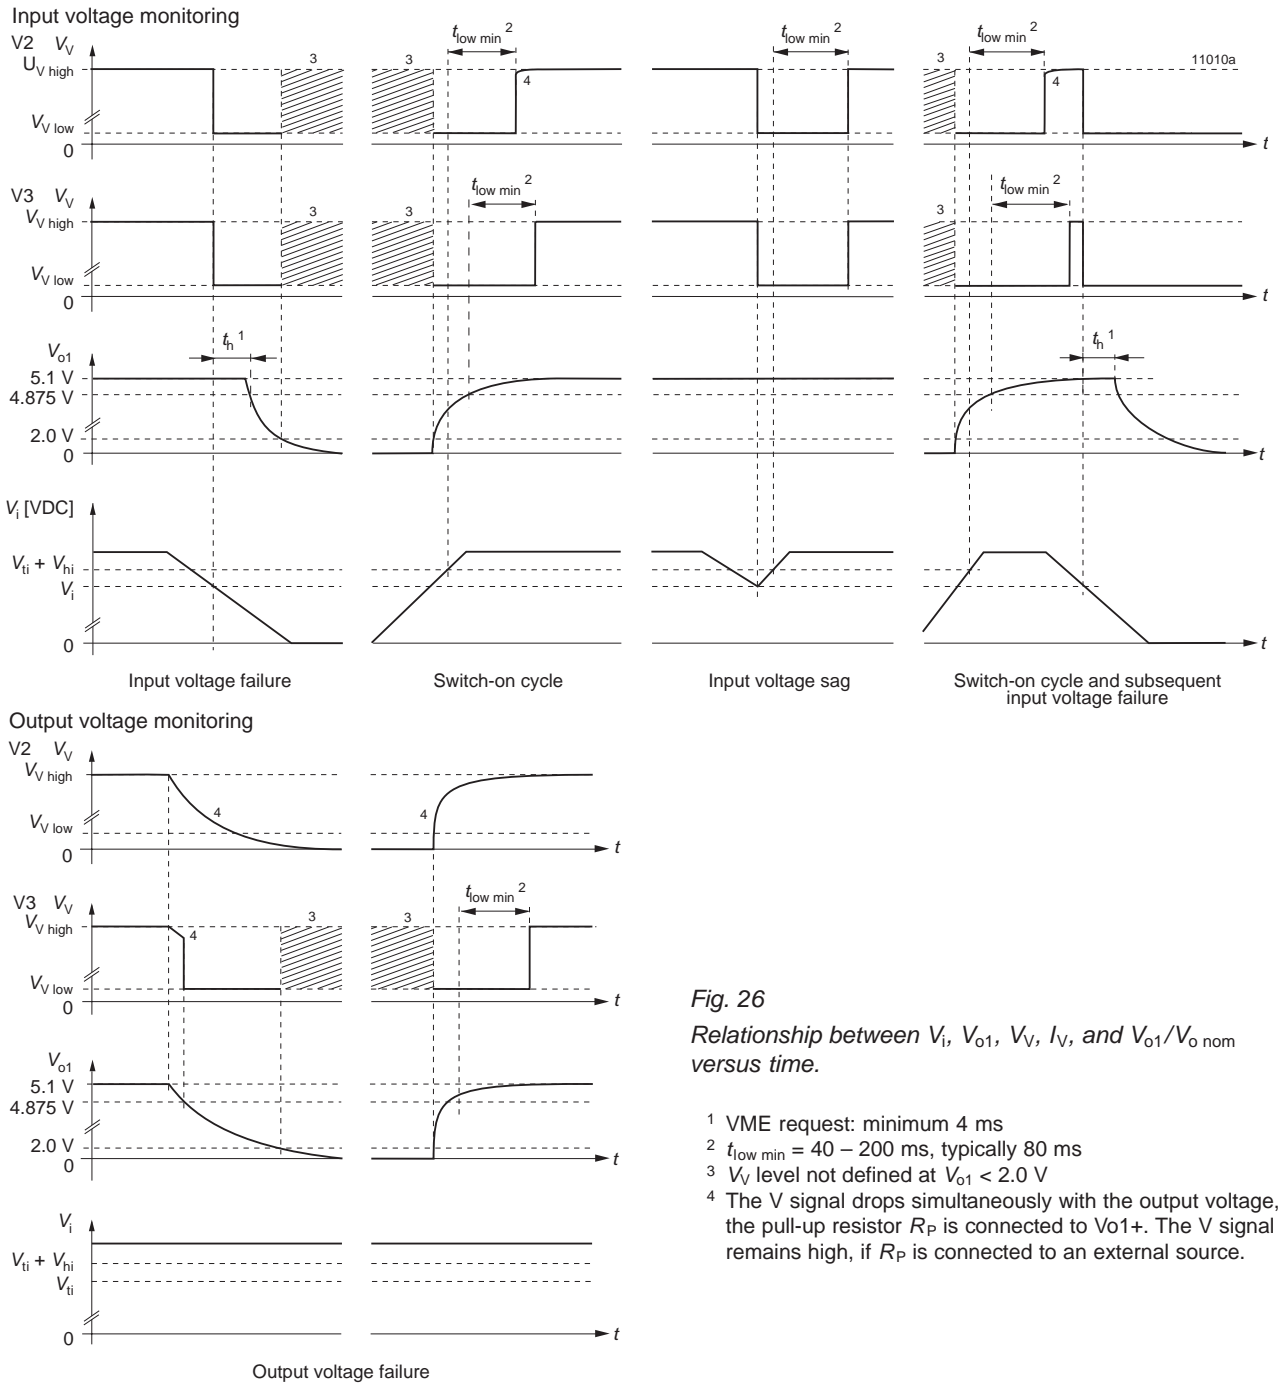 Input voltage monitoring
V2 V_V
t_low min 2
t_low min 2
t_low min 2
U_V high
3
3
4
3
4
11010a
V_V low
0
t
V3 V_V
t_low min 2
t_low min 2
V_V high
3
3
3
V_V low
0
t
t_h 1
t_h 1
V_o1
5.1 V
4.875 V
2.0 V
0
t
V_i [VDC]
V_ti + V_hi
V_i
0
t
Input voltage failure
Switch-on cycle
Input voltage sag
Switch-on cycle and subsequent
input voltage failure
Output voltage monitoring
V2 V_V
V_V high
4
4
V_V low
0
t
V3 V_V
t_low min 2
V_V high
4
3
3
V_V low
0
t
V_o1
5.1 V
4.875 V
2.0 V
0
t
V_i
V_ti + V_hi
V_ti
0
t
Output voltage failure
Fig. 26
Relationship between V_i, V_o1, V_V, I_V, and V_o1/V_o nom
versus time.
1 VME request: minimum 4 ms
2 t_low min = 40 – 200 ms, typically 80 ms
3 V_V level not defined at V_o1 < 2.0 V
4 The V signal drops simultaneously with the output voltage,
the pull-up resistor R_P is connected to Vo1+. The V signal
remains high, if R_P is connected to an external source.